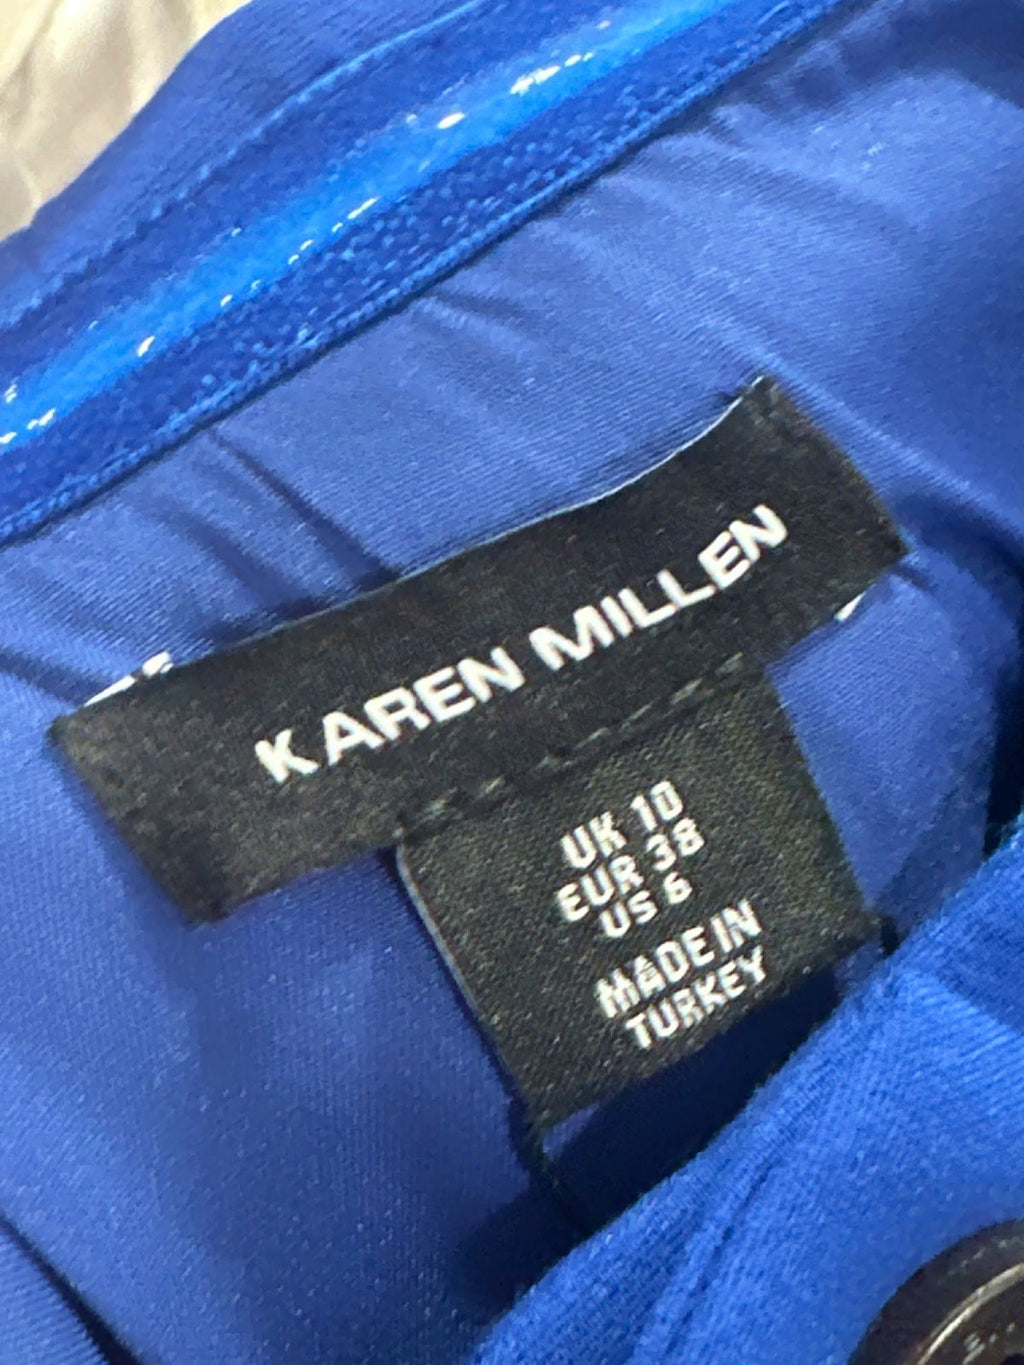 KAREN MILLEN
UK 10
EUR 38
US 6
MADE IN
TURKEY